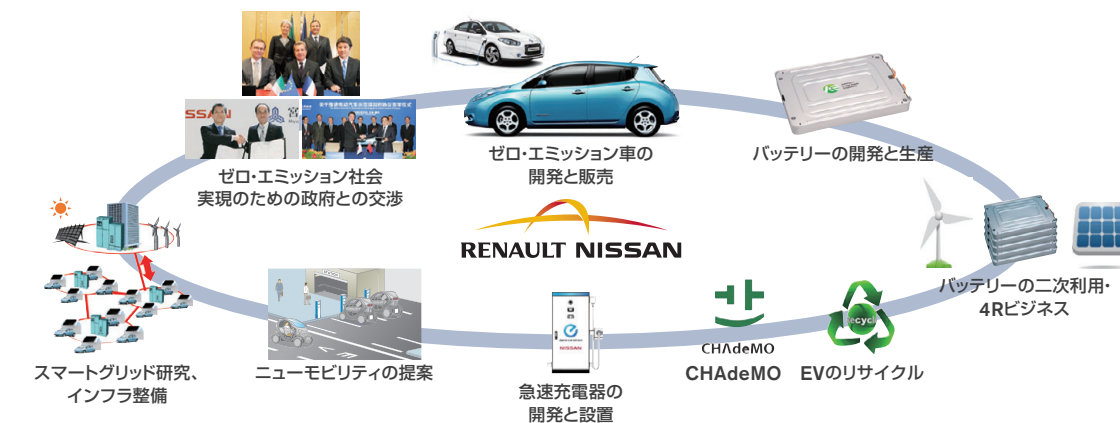 SSAN
ゼロ・エミッション社会
実現のための政府との交渉
ゼロ・エミッション車の
開発と販売
バッテリーの開発と生産
RENAULT NISSAN
バッテリーの二次利用・
4Rビジネス
スマートグリッド研究、
インフラ整備
ニューモビリティの提案
NISSAN
急速充電器の
開発と設置
CHAdeMO
CHAdeMO
recycle
EVのリサイクル